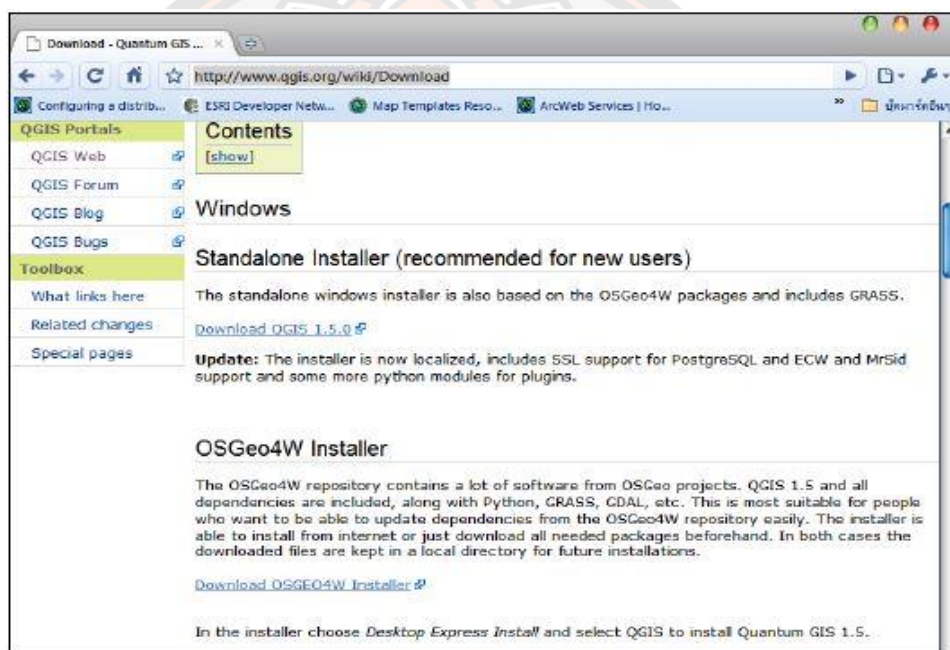 Download - Quantum GIS ...
http://www.qgis.org/wiki/Download
Configuring a distrib...
ESRI Developer Netw...
Map Templates Reso...
ArcWeb Services | Ho...
»
QGIS Portals
QGIS Web
QGIS Forum
QGIS Blog
QGIS Bugs
Toolbox
What links here
Related changes
Special pages
Contents
[show]
Windows
Standalone Installer (recommended for new users)
The standalone windows installer is also based on the OSGeo4W packages and includes GRASS.
Download QGIS 1.5.0
Update: The installer is now localized, includes SSL support for PostgreSQL and ECW and MrSid
support and some more python modules for plugins.
OSGeo4W Installer
The OSGeo4W repository contains a lot of software from OSGeo projects. QGIS 1.5 and all
dependencies are included, along with Python, GRASS, GDAL, etc. This is most suitable for people
who want to be able to update dependencies from the OSGeo4W repository easily. The installer is
able to install from internet or just download all needed packages beforehand. In both cases the
downloaded files are kept in a local directory for future installations.
Download OSGEO4W Installer
In the installer choose Desktop Express Install and select QGIS to install Quantum GIS 1.5.